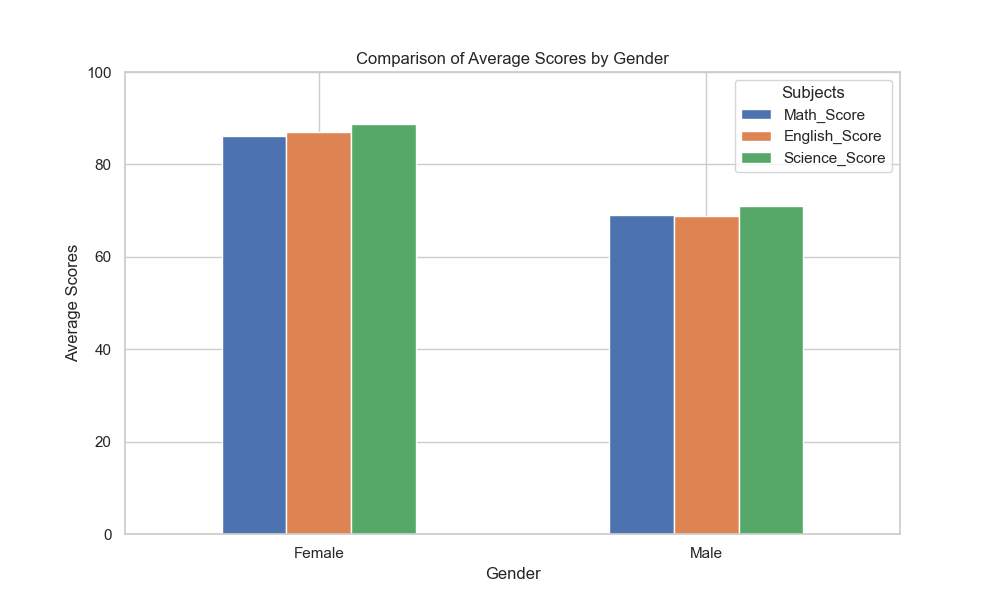 Comparison of Average Scores by Gender
100
80
60
40
20
0
Average Scores
Subjects
Math_Score
English_Score
Science_Score
Female
Male
Gender